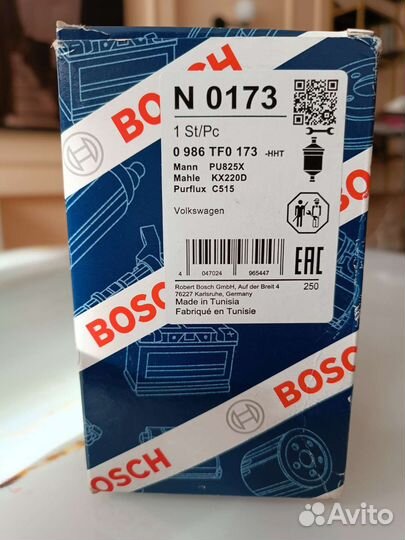 BOSCH
N 0173
1 St/Pc
0 986 TF0 173 -HHT
Mann PU825X
Mahle KX220D
Purflux C515
Volkswagen
4 047024 965447
EAC
250
Robert Bosch GmbH, Auf der Breit 4
76227 Karlsruhe, Germany
Made in Tunisia
Fabriqué en Tunisie
BOSCH
BOSCH
Avito